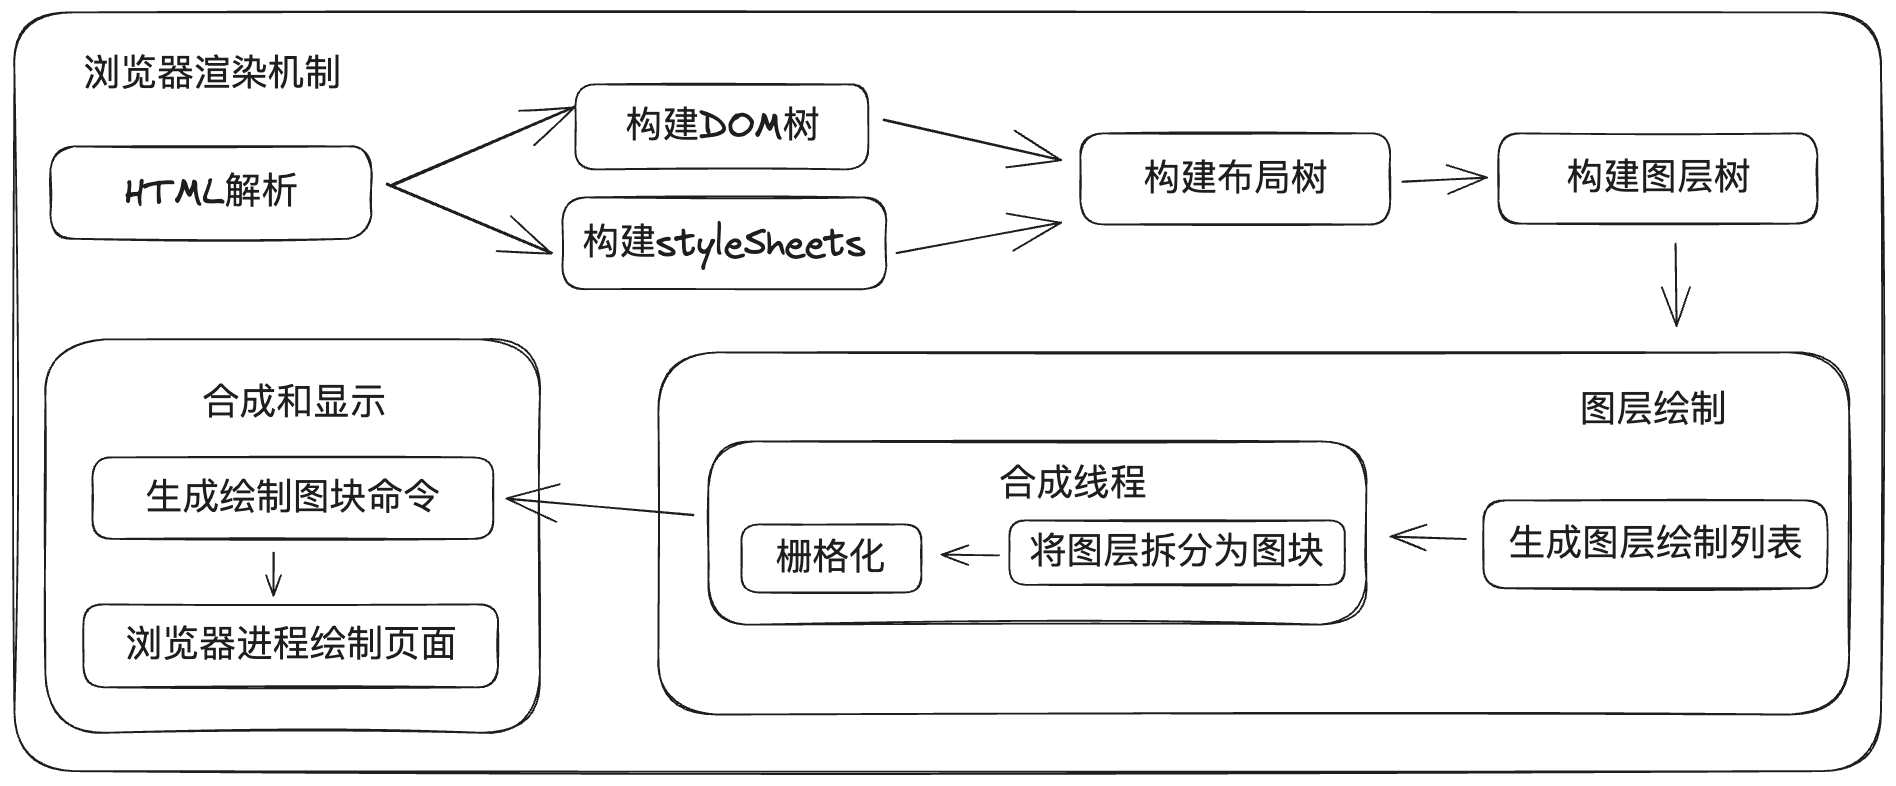 浏览器渲染机制
HTML解析
构建DOM树
构建styleSheets
构建布局树
构建图层树
图层绘制
生成图层绘制列表
合成线程
将图层拆分为图块
栅格化
合成和显示
生成绘制图块命令
浏览器进程绘制页面